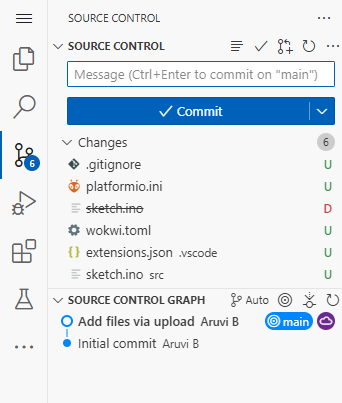 SOURCE CONTROL
SOURCE CONTROL
Message (Ctrl+Enter to commit on "main")
Commit
Changes 6
.gitignore U
platformio.ini U
sketch.ino D
wokwi.toml U
extensions.json .vscode U
sketch.ino src U
6
SOURCE CONTROL GRAPH Auto
Add files via upload Aruvi B main
Initial commit Aruvi B